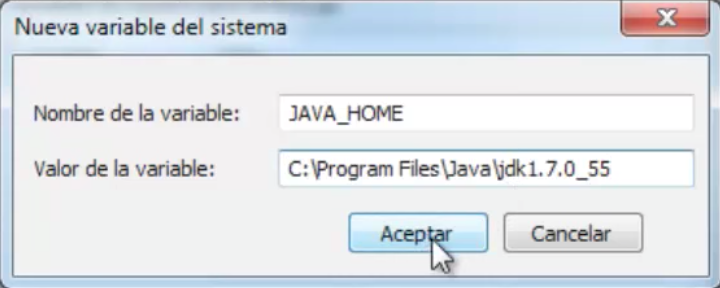 Nueva variable del sistema
Nombre de la variable: JAVA_HOME
Valor de la variable: C:\Program Files\Java\jdk1.7.0_55
Aceptar Cancelar